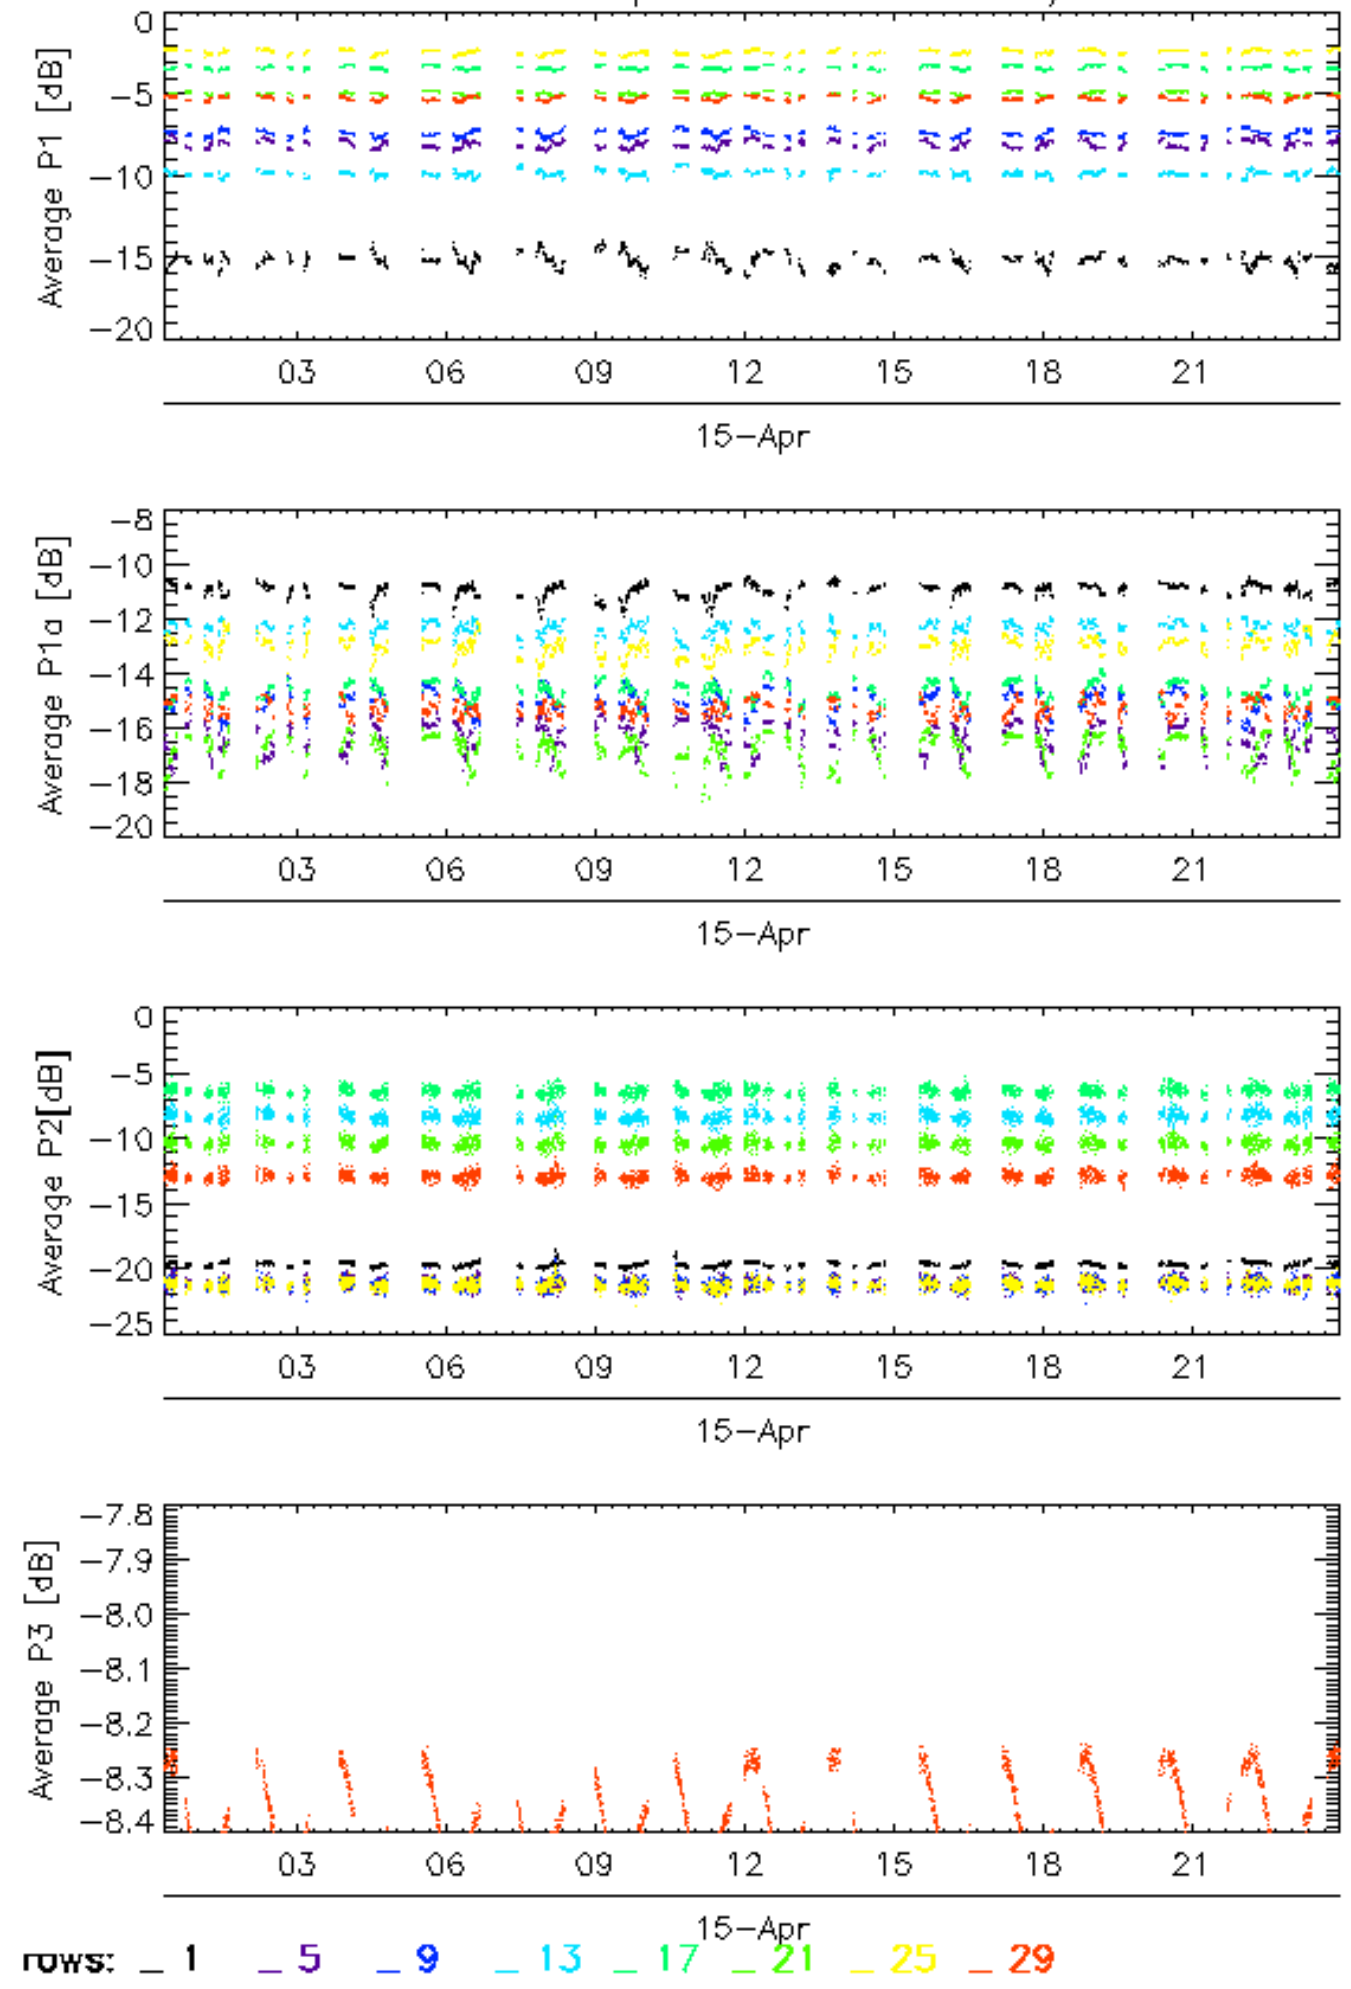 0
−5
−10
−15
−20
Average P1 [dB]
03 06 09 12 15 18 21
15−Apr
−8
−10
−12
−14
−16
−18
−20
Average P1a [dB]
03 06 09 12 15 18 21
15−Apr
0
−5
−10
−15
−20
−25
Average P2[dB]
03 06 09 12 15 18 21
15−Apr
−7.8
−7.9
−8.0
−8.1
−8.2
−8.3
−8.4
Average P3 [dB]
03 06 09 12 15 18 21
15−Apr
rows: _ 1 _ 5 _ 9 _ 13 _ 17 _ 21 _ 25 _ 29